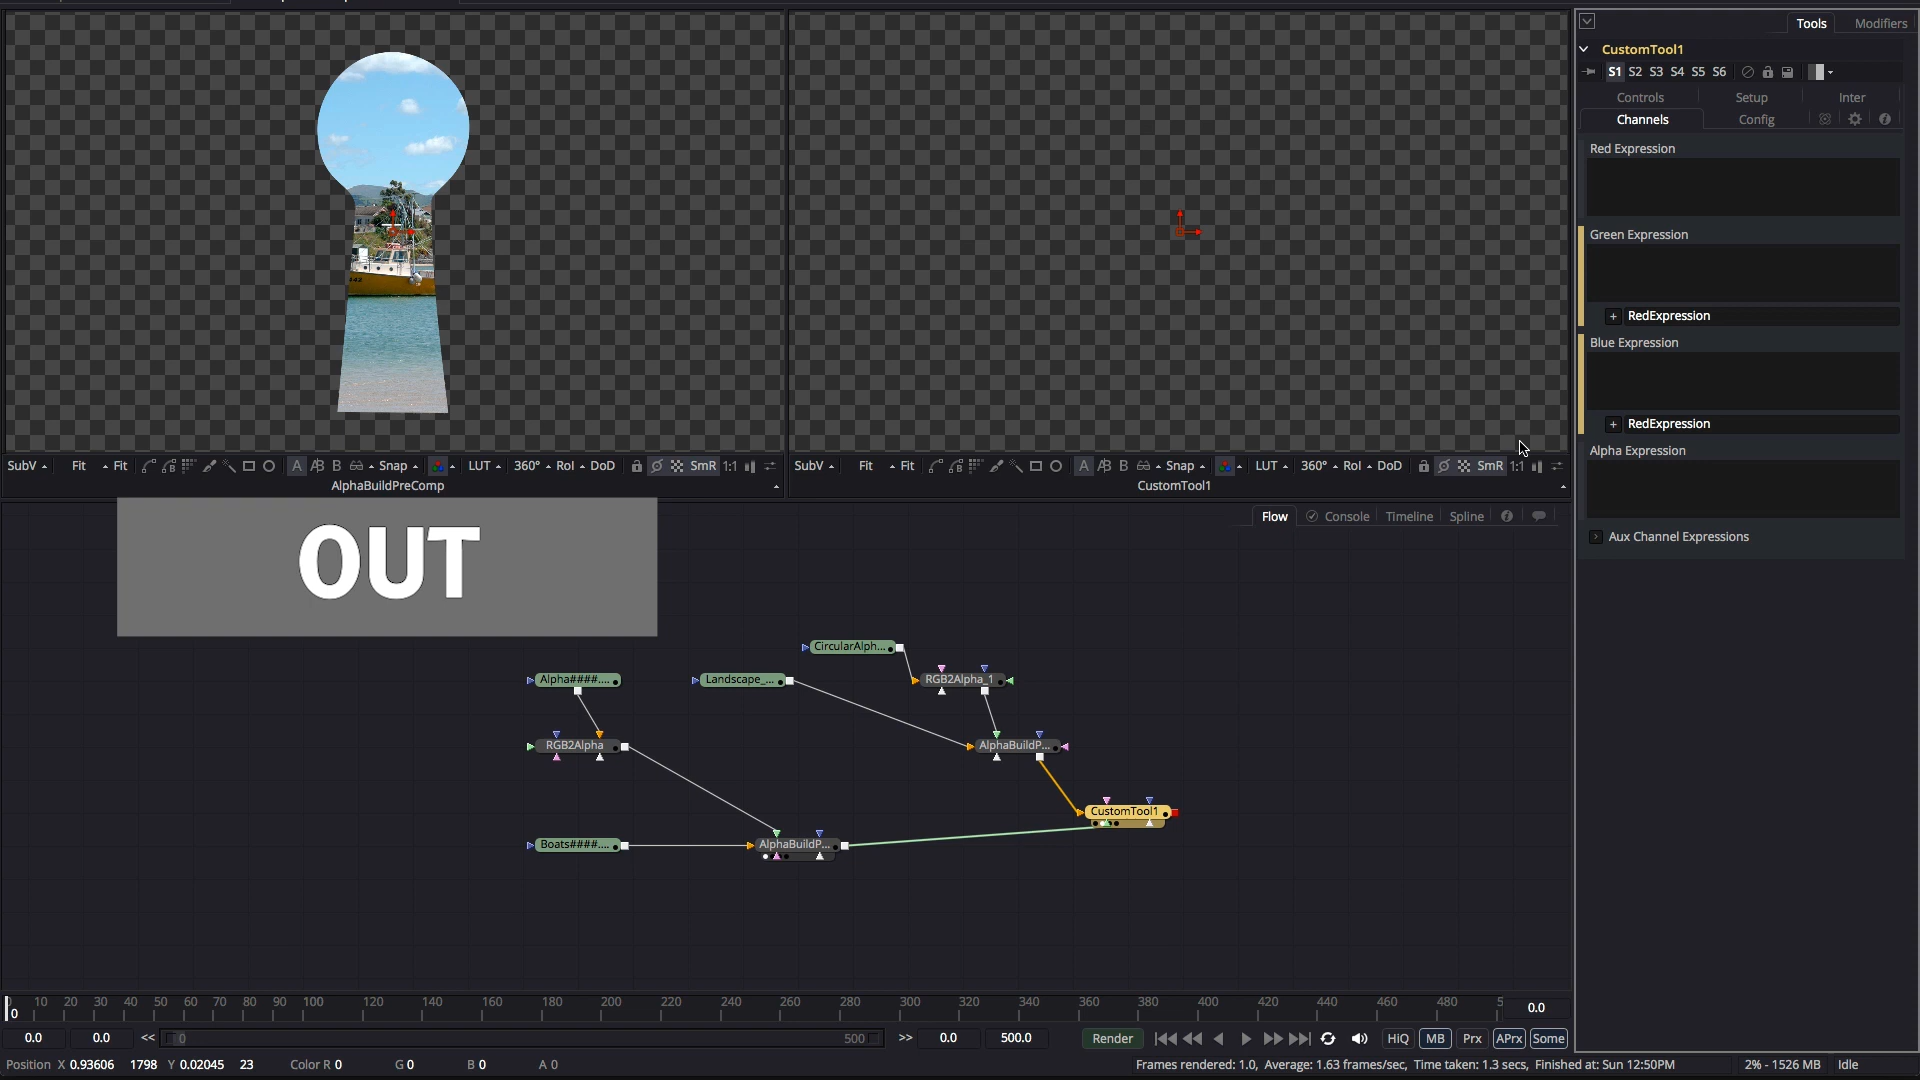 Tools Modifiers
CustomTool1
S1 S2 S3 S4 S5 S6
Controls Setup Inter
Channels Config
Red Expression
Green Expression
+ RedExpression
Blue Expression
+ RedExpression
Alpha Expression
Aux Channel Expressions
SubV Fit Fit A AB B Snap LUT 360° RoI DoD SmR 1:1
AlphaBuildPreComp
SubV Fit Fit A AB B Snap LUT 360° RoI DoD SmR 1:1
CustomTool1
Flow Console Timeline Spline
OUT
CircularAlph...
Alpha####....
Landscape_...
RGB2Alpha_1
RGB2Alpha
AlphaBuildP...
CustomTool1
Boats####....
AlphaBuildP...
0 10 20 30 40 50 60 70 80 90 100 120 140 160 180 200 220 240 260 280 300 320 340 360 380 400 420 440 460 480 5 0.0
0.0 0.0 << 0 500 >> 0.0 500.0 Render HiQ MB Prx APrx Some
Position X 0.93606 1798 Y 0.02045 23 Color R 0 G 0 B 0 A 0 Frames rendered: 1.0, Average: 1.63 frames/sec, Time taken: 1.3 secs, Finished at: Sun 12:50PM 2% - 1526 MB Idle